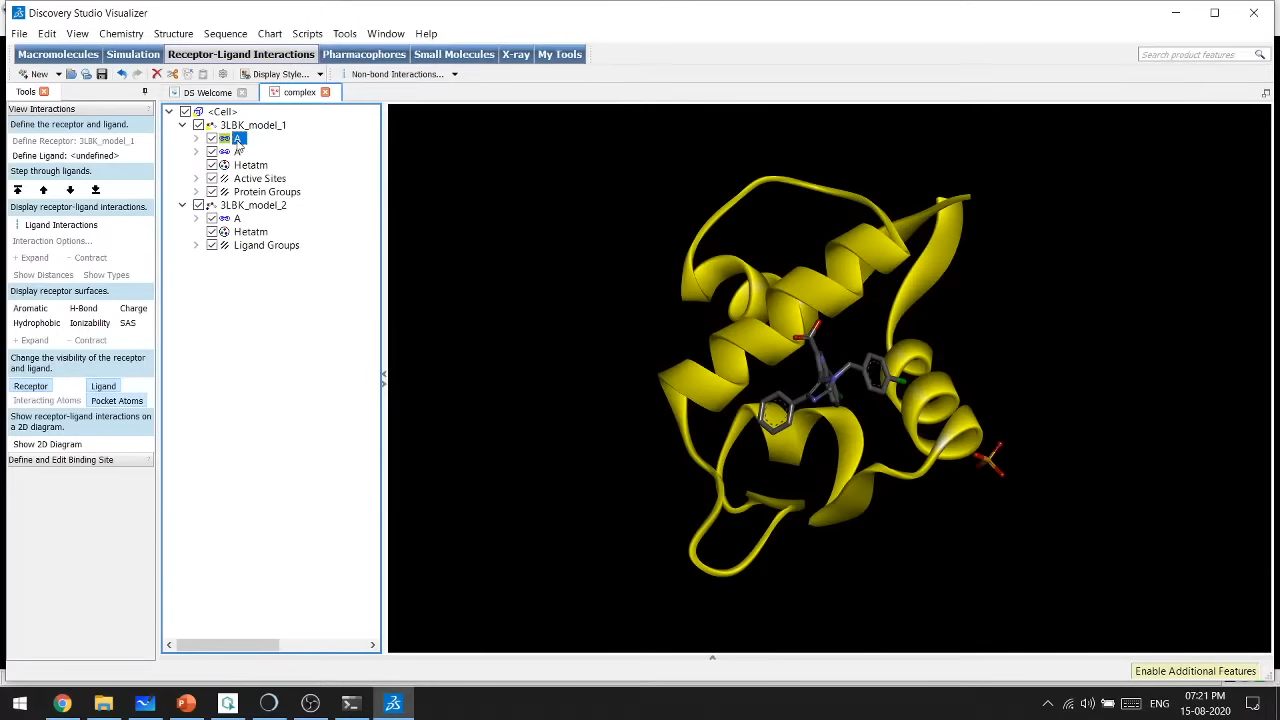 Discovery Studio Visualizer
File Edit View Chemistry Structure Sequence Chart Scripts Tools Window Help
Macromolecules Simulation Receptor-Ligand Interactions Pharmacophores Small Molecules X-ray My Tools
Search product features
New Display Style... Non-bond Interactions...
Tools
DS Welcome complex
View Interactions
Define the receptor and ligand.
Define Receptor: 3LBK_model_1
Define Ligand: <undefined>
Step through ligands.
Display receptor-ligand interactions.
Ligand Interactions
Interaction Options...
+ Expand − Contract
Show Distances Show Types
Display receptor surfaces.
Aromatic H-Bond Charge
Hydrophobic Ionizability SAS
+ Expand − Contract
Change the visibility of the receptor
and ligand.
Receptor Ligand
Interacting Atoms Pocket Atoms
Show receptor-ligand interactions on
a 2D diagram.
Show 2D Diagram
Define and Edit Binding Site
<Cell>
3LBK_model_1
A
Hetatm
Active Sites
Protein Groups
3LBK_model_2
A
Hetatm
Ligand Groups
Enable Additional Features
ENG
07:21 PM
15-08-2020